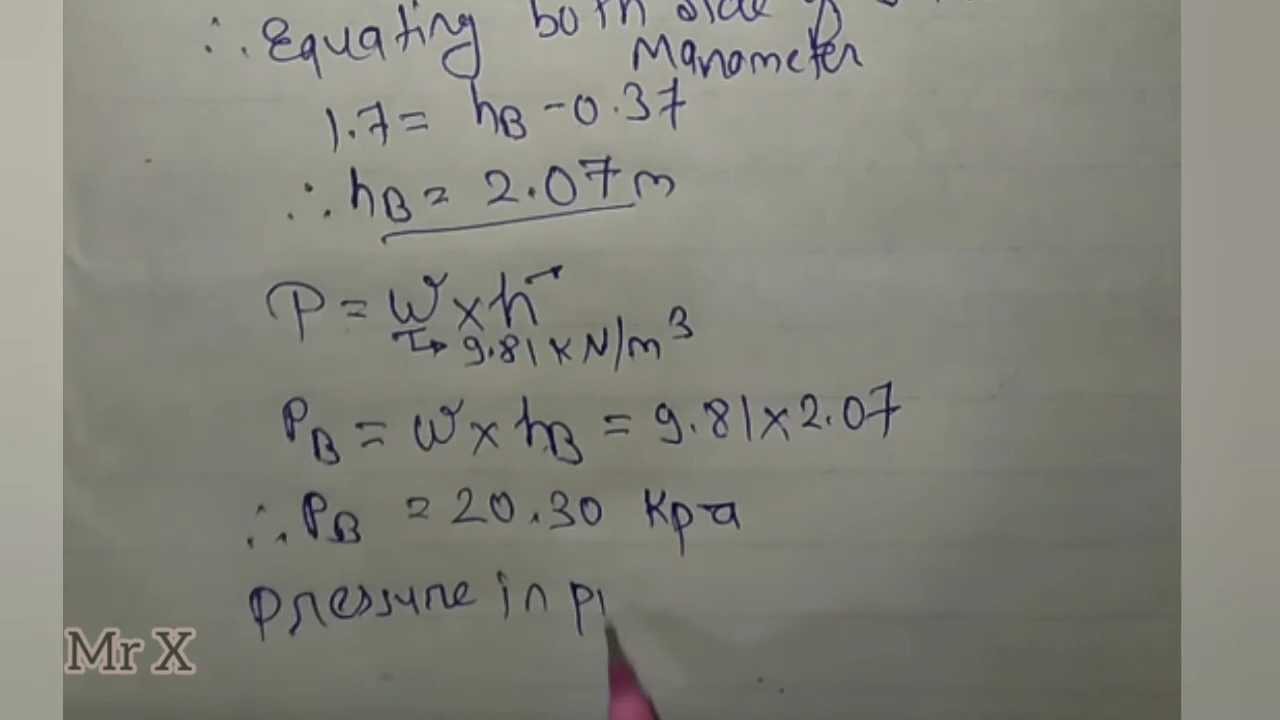 ∴ Equating both side of
Manometer
1.7 = hB - 0.37
∴ hB = 2.07 m
P = w x h
9.81 KN/m³
PB = w x hB = 9.81 x 2.07
∴ PB = 20.30 Kpa
Pressure in pi
Mr X